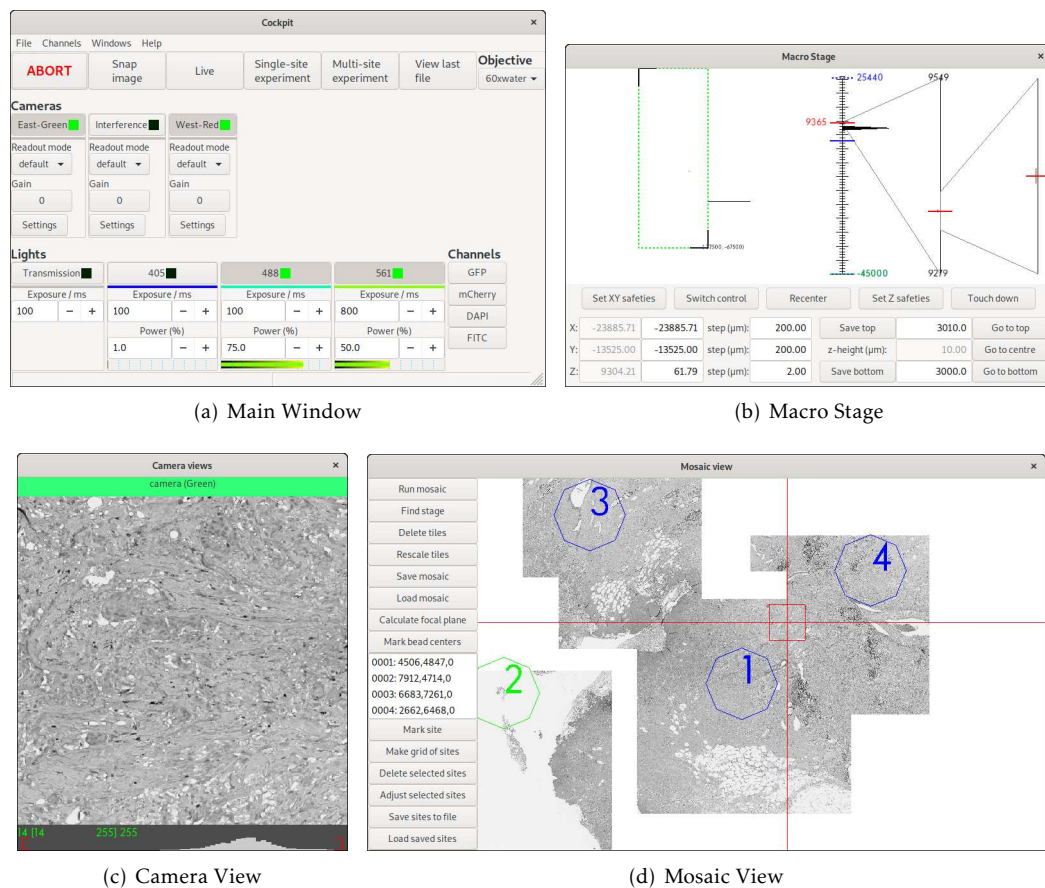 Cockpit ×
File Channels Windows Help
ABORT Snap image Live Single-site experiment Multi-site experiment View last file Objective 60xwater
Cameras
East-Green Interference West-Red
Readout mode Readout mode Readout mode
default default default
Gain Gain Gain
0 0 0
Settings Settings Settings
Lights Channels
Transmission 405 488 561 GFP
Exposure / ms Exposure / ms Exposure / ms Exposure / ms mCherry
100 − + 100 − + 100 − + 800 − + DAPI
Power (%) Power (%) Power (%) FITC
1.0 − + 75.0 − + 50.0 − +
(a) Main Window
Macro Stage ×
25440 9549
9365
-67500)
-45000 9279
Set XY safeties Switch control Recenter Set Z safeties Touch down
X: -23885.71 -23885.71 step (μm): 200.00 Save top 3010.0 Go to top
Y: -13525.00 -13525.00 step (μm): 200.00 z-height (μm): 10.00 Go to centre
Z: 9304.21 61.79 step (μm): 2.00 Save bottom 3000.0 Go to bottom
(b) Macro Stage
Camera views ×
camera (Green)
14 [14 255] 255
(c) Camera View
Mosaic view ×
Run mosaic
Find stage
Delete tiles
Rescale tiles
Save mosaic
Load mosaic
Calculate focal plane
Mark bead centers
0001: 4506,4847,0
0002: 7912,4714,0
0003: 6683,7261,0
0004: 2662,6468,0
Mark site
Make grid of sites
Delete selected sites
Adjust selected sites
Save sites to file
Load saved sites
3
4
1
2
(d) Mosaic View